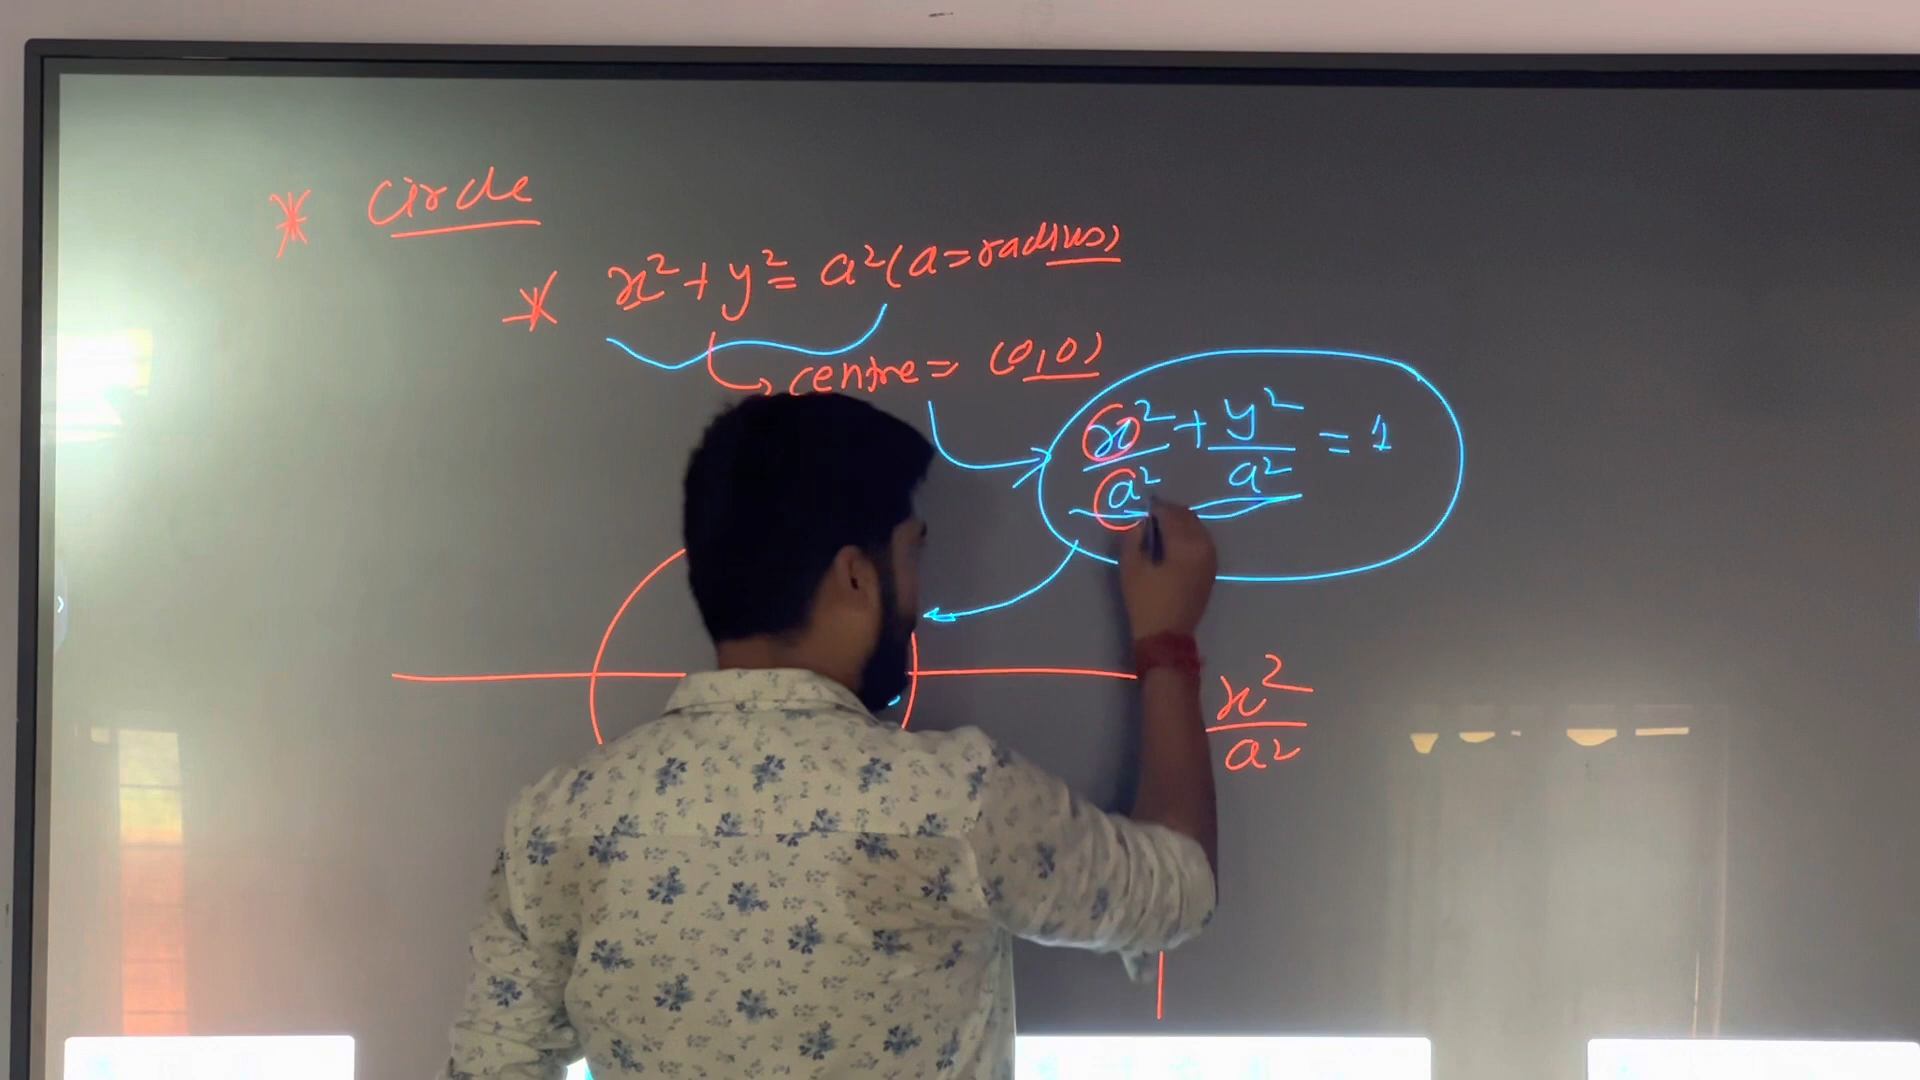 * Circle
* x² + y² = a² (a = radius)
centre = (0,0)
x²/a² + y²/a² = 1
x²/a²